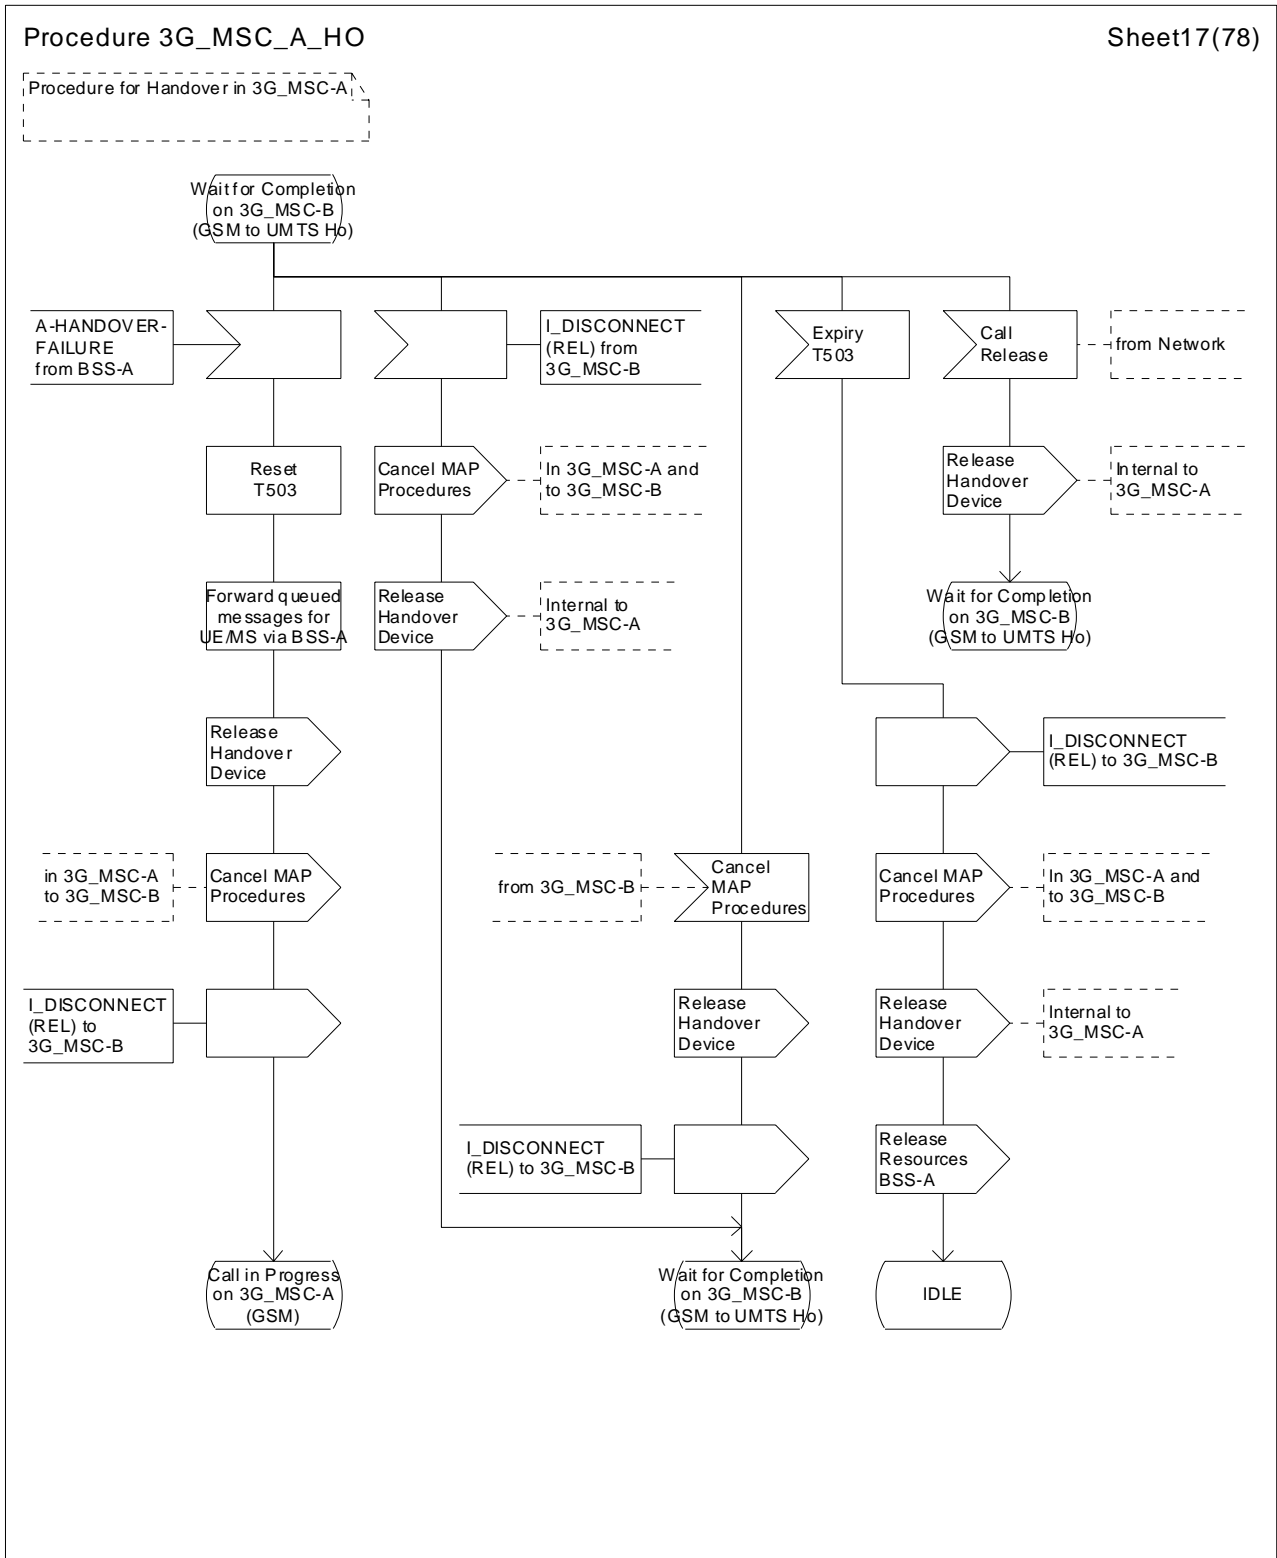 Procedure 3G_MSC_A_HO
Sheet17(78)
Procedure for Handover in 3G_MSC-A
Wait for Completion
on 3G_MSC-B
(GSM to UMTS Ho)
A-HANDOVER-
FAILURE
from BSS-A
I_DISCONNECT
(REL) from
3G_MSC-B
Expiry
T503
Call
Release
from Network
Reset
T503
Cancel MAP
Procedures
In 3G_MSC-A and
to 3G_MSC-B
Release
Handover
Device
Internal to
3G_MSC-A
Forward queued
messages for
UE/MS via BSS-A
Release
Handover
Device
Internal to
3G_MSC-A
Wait for Completion
on 3G_MSC-B
(GSM to UMTS Ho)
Release
Handover
Device
I_DISCONNECT
(REL) to 3G_MSC-B
in 3G_MSC-A
to 3G_MSC-B
Cancel MAP
Procedures
from 3G_MSC-B
Cancel
MAP
Procedures
Cancel MAP
Procedures
In 3G_MSC-A and
to 3G_MSC-B
I_DISCONNECT
(REL) to
3G_MSC-B
Release
Handover
Device
Release
Handover
Device
Internal to
3G_MSC-A
I_DISCONNECT
(REL) to 3G_MSC-B
Release
Resources
BSS-A
Call in Progress
on 3G_MSC-A
(GSM)
Wait for Completion
on 3G_MSC-B
(GSM to UMTS Ho)
IDLE